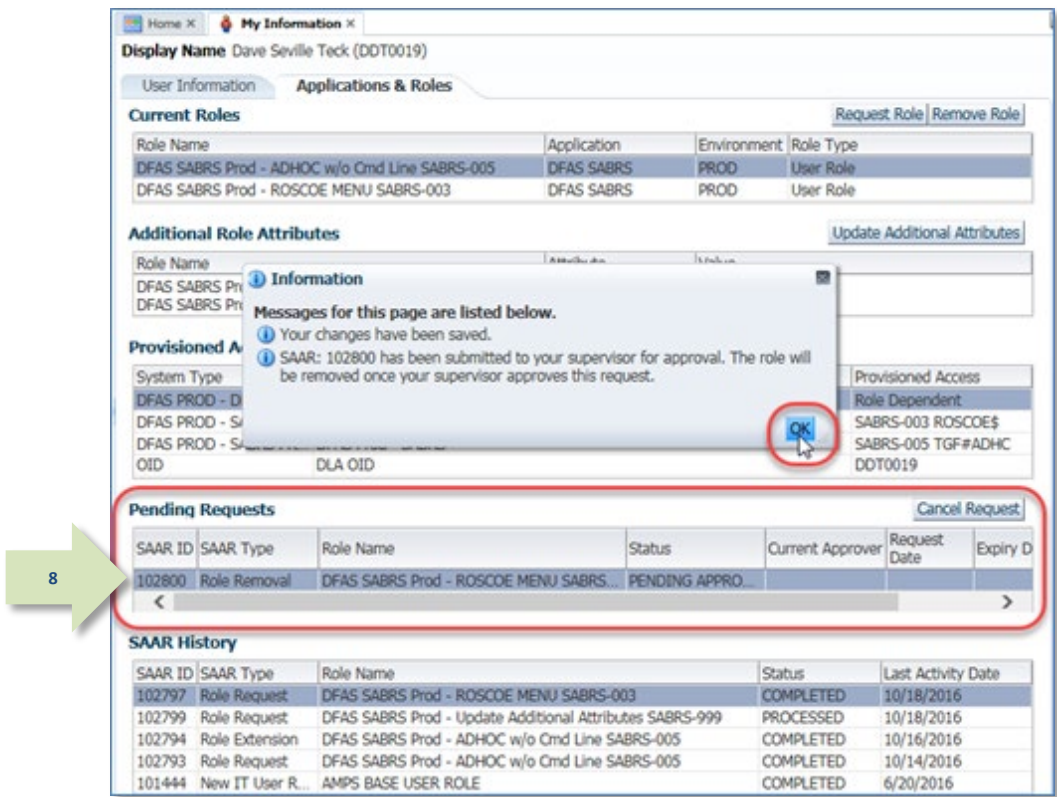 Home × My Information ×
Display Name Dave Seville Teck (DDT0019)
User Information Applications & Roles
Current Roles Request Role Remove Role
Role Name Application Environment Role Type
DFAS SABRS Prod - ADHOC w/o Cmd Line SABRS-005 DFAS SABRS PROD User Role
DFAS SABRS Prod - ROSCOE MENU SABRS-003 DFAS SABRS PROD User Role
Additional Role Attributes Update Additional Attributes
Role Name Attribute Value
DFAS SABRS Pr
DFAS SABRS Pr
Information
Messages for this page are listed below.
Your changes have been saved.
SAAR: 102800 has been submitted to your supervisor for approval. The role will
be removed once your supervisor approves this request.
OK
Provisioned A
System Type Provisioned Access
DFAS PROD - D Role Dependent
DFAS PROD - SA SABRS-003 ROSCOE$
DFAS PROD - SABRS-005 TGF#ADHC
OID DLA OID DDT0019
Pending Requests Cancel Request
SAAR ID SAAR Type Role Name Status Current Approver Request Date Expiry D
8
102800 Role Removal DFAS SABRS Prod - ROSCOE MENU SABRS... PENDING APPRO...
SAAR History
SAAR ID SAAR Type Role Name Status Last Activity Date
102797 Role Request DFAS SABRS Prod - ROSCOE MENU SABRS-003 COMPLETED 10/18/2016
102799 Role Request DFAS SABRS Prod - Update Additional Attributes SABRS-999 PROCESSED 10/18/2016
102794 Role Extension DFAS SABRS Prod - ADHOC w/o Cmd Line SABRS-005 COMPLETED 10/16/2016
102793 Role Request DFAS SABRS Prod - ADHOC w/o Cmd Line SABRS-005 COMPLETED 10/14/2016
101444 New IT User R... AMPS BASE USER ROLE COMPLETED 6/20/2016